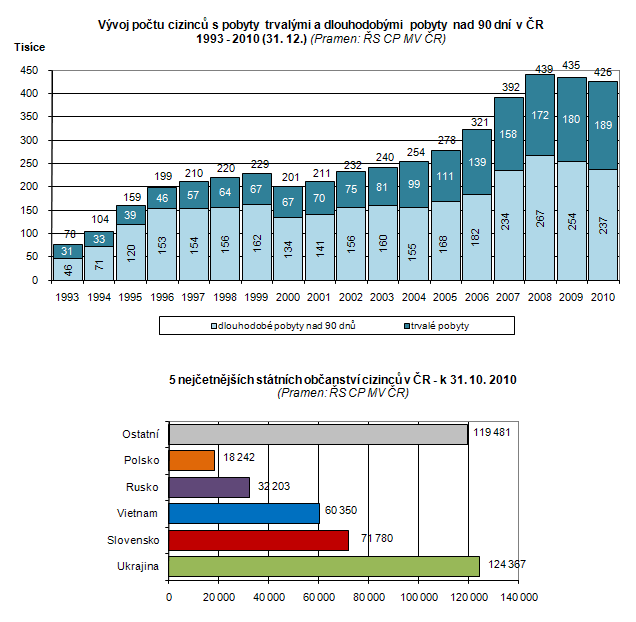 Vývoj počtu cizinců s pobyty trvalými a dlouhodobými pobyty nad 90 dní v ČR
1993 - 2010 (31. 12.) (Pramen: ŘS CP MV ČR)
Tisíce
450
400
350
300
250
200
150
100
50
0
78 104 159 199 210 220 229 201 211 232 240 254 278 321 392 439 435 426
31 33 39 46 57 64 67 67 70 75 81 99 111 139 158 172 180 189
46 71 120 153 154 156 162 134 141 156 160 155 168 182 234 267 254 237
1993 1994 1995 1996 1997 1998 1999 2000 2001 2002 2003 2004 2005 2006 2007 2008 2009 2010
dlouhodobé pobyty nad 90 dnů trvalé pobyty
5 nejčetnějších státních občanství cizinců v ČR - k 31. 10. 2010
(Pramen: ŘS CP MV ČR)
Ostatní 119 481
Polsko 18 242
Rusko 32 203
Vietnam 60 350
Slovensko 71 780
Ukrajina 124 367
0 20 000 40 000 60 000 80 000 100 000 120 000 140 000